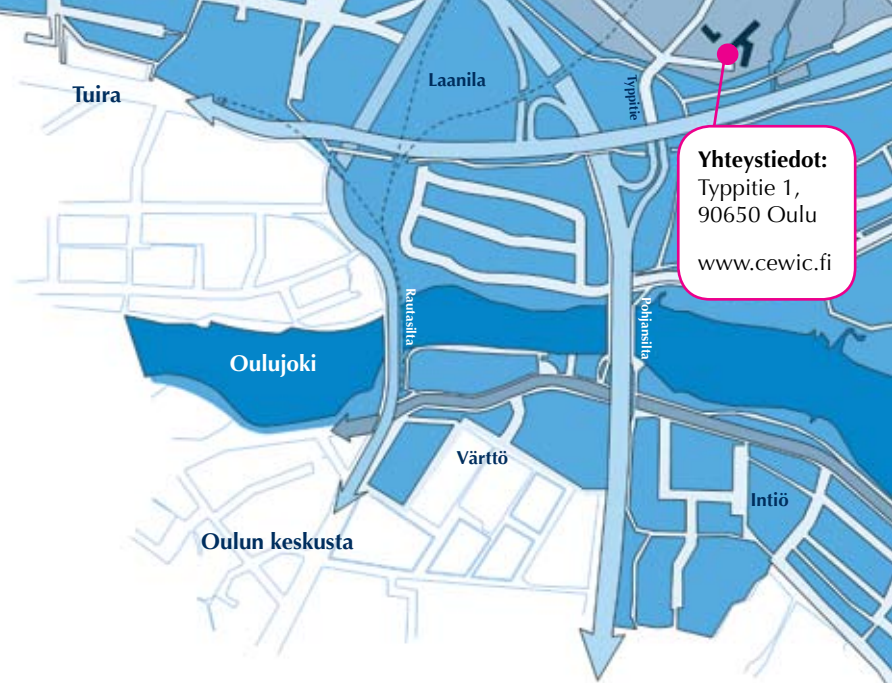 Tuira
Laanila
Typpitie
Yhteystiedot:
Typpitie 1,
90650 Oulu
www.cewic.fi
Rautasilta
Pohjansilta
Oulujoki
Värttö
Intiö
Oulun keskusta